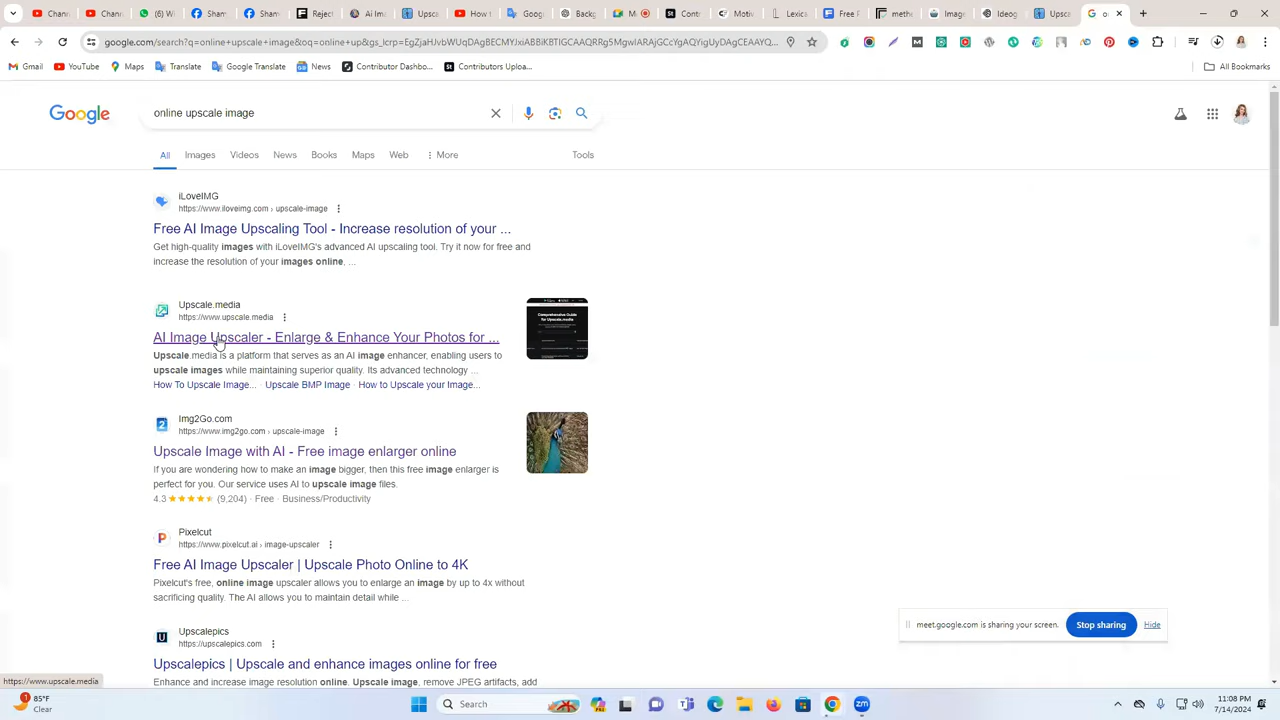 G met
Contri
Geogl
Upsca
G onl
google.com/search?q=online+upscale+image&oq=online+up&gs_lcrp=EgZjaHJvbWUqDAgBECMYJxiABBiKBTIGCAAQRRg5MgwIARAjGCcYgAQYigUyDAgCEAAYQ...
Gmail YouTube Maps Translate Google Translate News Contributor Dashb... Contributors Uploa... All Bookmarks
Google
online upscale image
All Images Videos News Books Maps Web More Tools
iLoveIMG
https://www.iloveimg.com › upscale-image
Free AI Image Upscaling Tool - Increase resolution of your ...
Get high-quality images with iLoveIMG's advanced AI upscaling tool. Try it now for free and
increase the resolution of your images online. ...
Upscale.media
https://www.upscale.media
AI Image Upscaler - Enlarge & Enhance Your Photos for ...
Upscale media is a platform that serves as an AI image enhancer, enabling users to
upscale images while maintaining superior quality. Its advanced technology ...
How To Upscale Image... · Upscale BMP Image · How to Upscale your Image...
Comprehensive Guide
for Upscale.media
Img2Go.com
https://www.img2go.com › upscale-image
Upscale Image with AI - Free image enlarger online
If you are wondering how to make an image bigger, then this free image enlarger is
perfect for you. Our service uses AI to upscale image files.
4.3 ★★★★★ (9,204) · Free · Business/Productivity
Pixelcut
https://www.pixelcut.ai › image-upscaler
Free AI Image Upscaler | Upscale Photo Online to 4K
Pixelcut's free, online image upscaler allows you to enlarge an image by up to 4x without
sacrificing quality. The AI allows you to maintain detail while ...
Upscalepics
https://upscalepics.com
Upscalepics | Upscale and enhance images online for free
Enhance and increase image resolution online. Upscale image, remove JPEG artifacts, add
meet.google.com is sharing your screen. Stop sharing Hide
https://www.upscale.media
85°F
Clear
Search
11:08 PM
7/14/2024